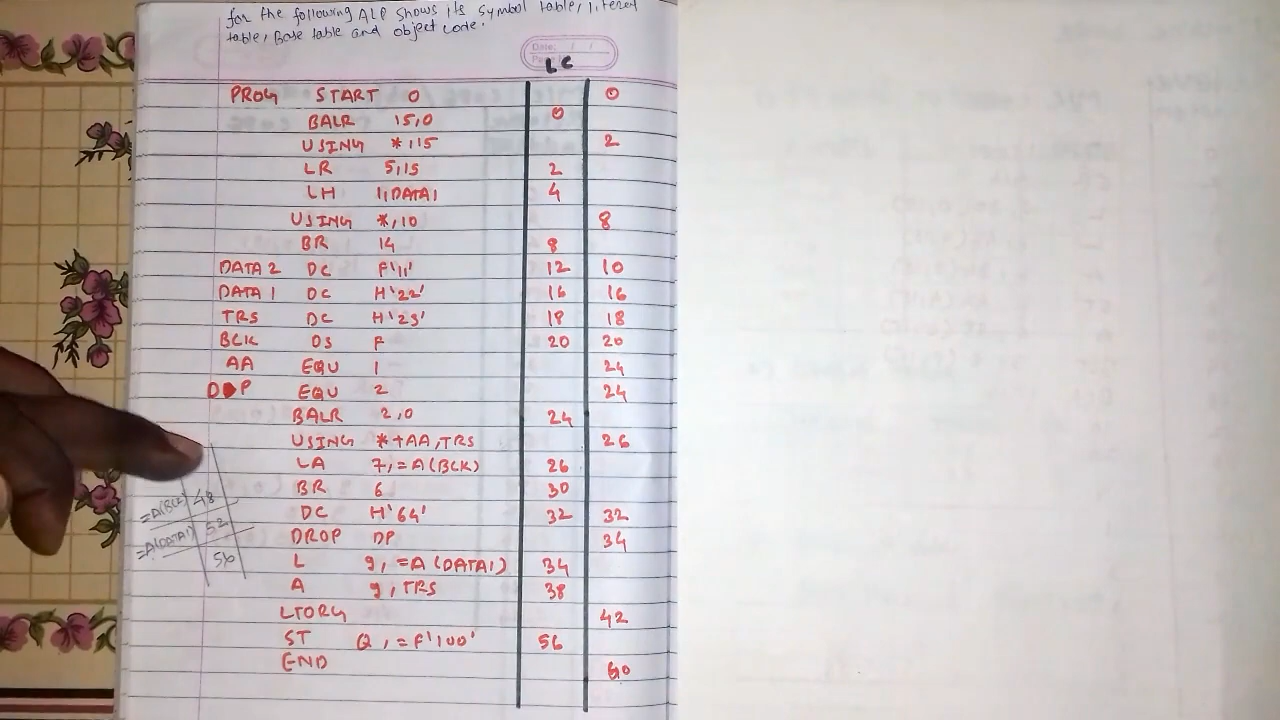 for the following ALP shows its symbol table, literal
table, Base table and object code.
Date: / /
LC
PROG START 0 0
BALR 15,0 0
USING *,15 2
LR 5,15 2
LH 1,DATA1 4
USING *,10 8
BR 14 8
DATA2 DC F'11' 12 10
DATA1 DC H'22' 16 16
TRS DC H'23' 18 18
BCK DS F 20 20
AA EQU 1 24
DP EQU 2 24
BALR 2,0 24
USING *+AA,TRS 26
LA 7,=A(BCK) 26
BR 6 30
DC H'64' 32 32
DROP DP 34
L 9,=A(DATA1) 34
A 9,TRS 38
LTORG 42
ST Q,=F'100' 56
END 60
=A(BCK) 48
=A(DATA1) 52
56